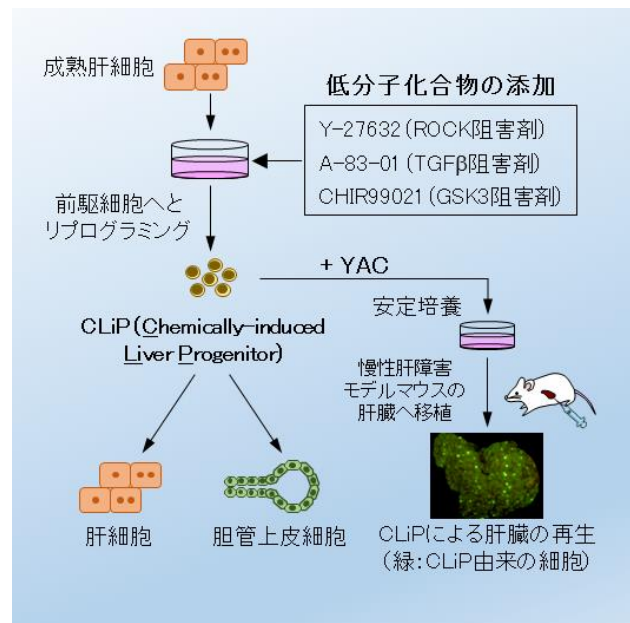 成熟肝細胞
低分子化合物の添加
Y-27632(ROCK阻害剤)
A-83-01(TGFβ阻害剤)
CHIR99021(GSK3阻害剤)
前駆細胞へと
リプログラミング
+ YAC
安定培養
CLiP(Chemically-induced
Liver Progenitor)
慢性肝障害
モデルマウスの
肝臓へ移植
肝細胞
胆管上皮細胞
CLiPによる肝臓の再生
(緑:CLiP由来の細胞)